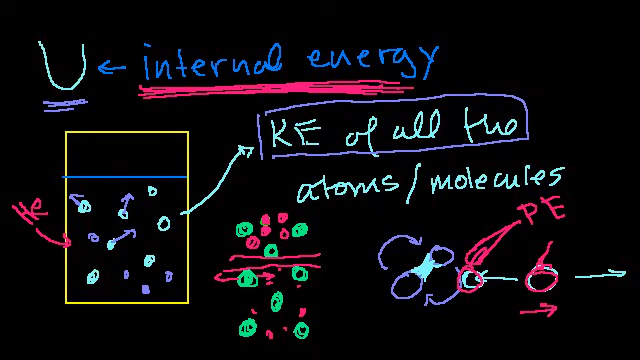 U ← internal energy
KE of all the
atoms/molecules
He
PE